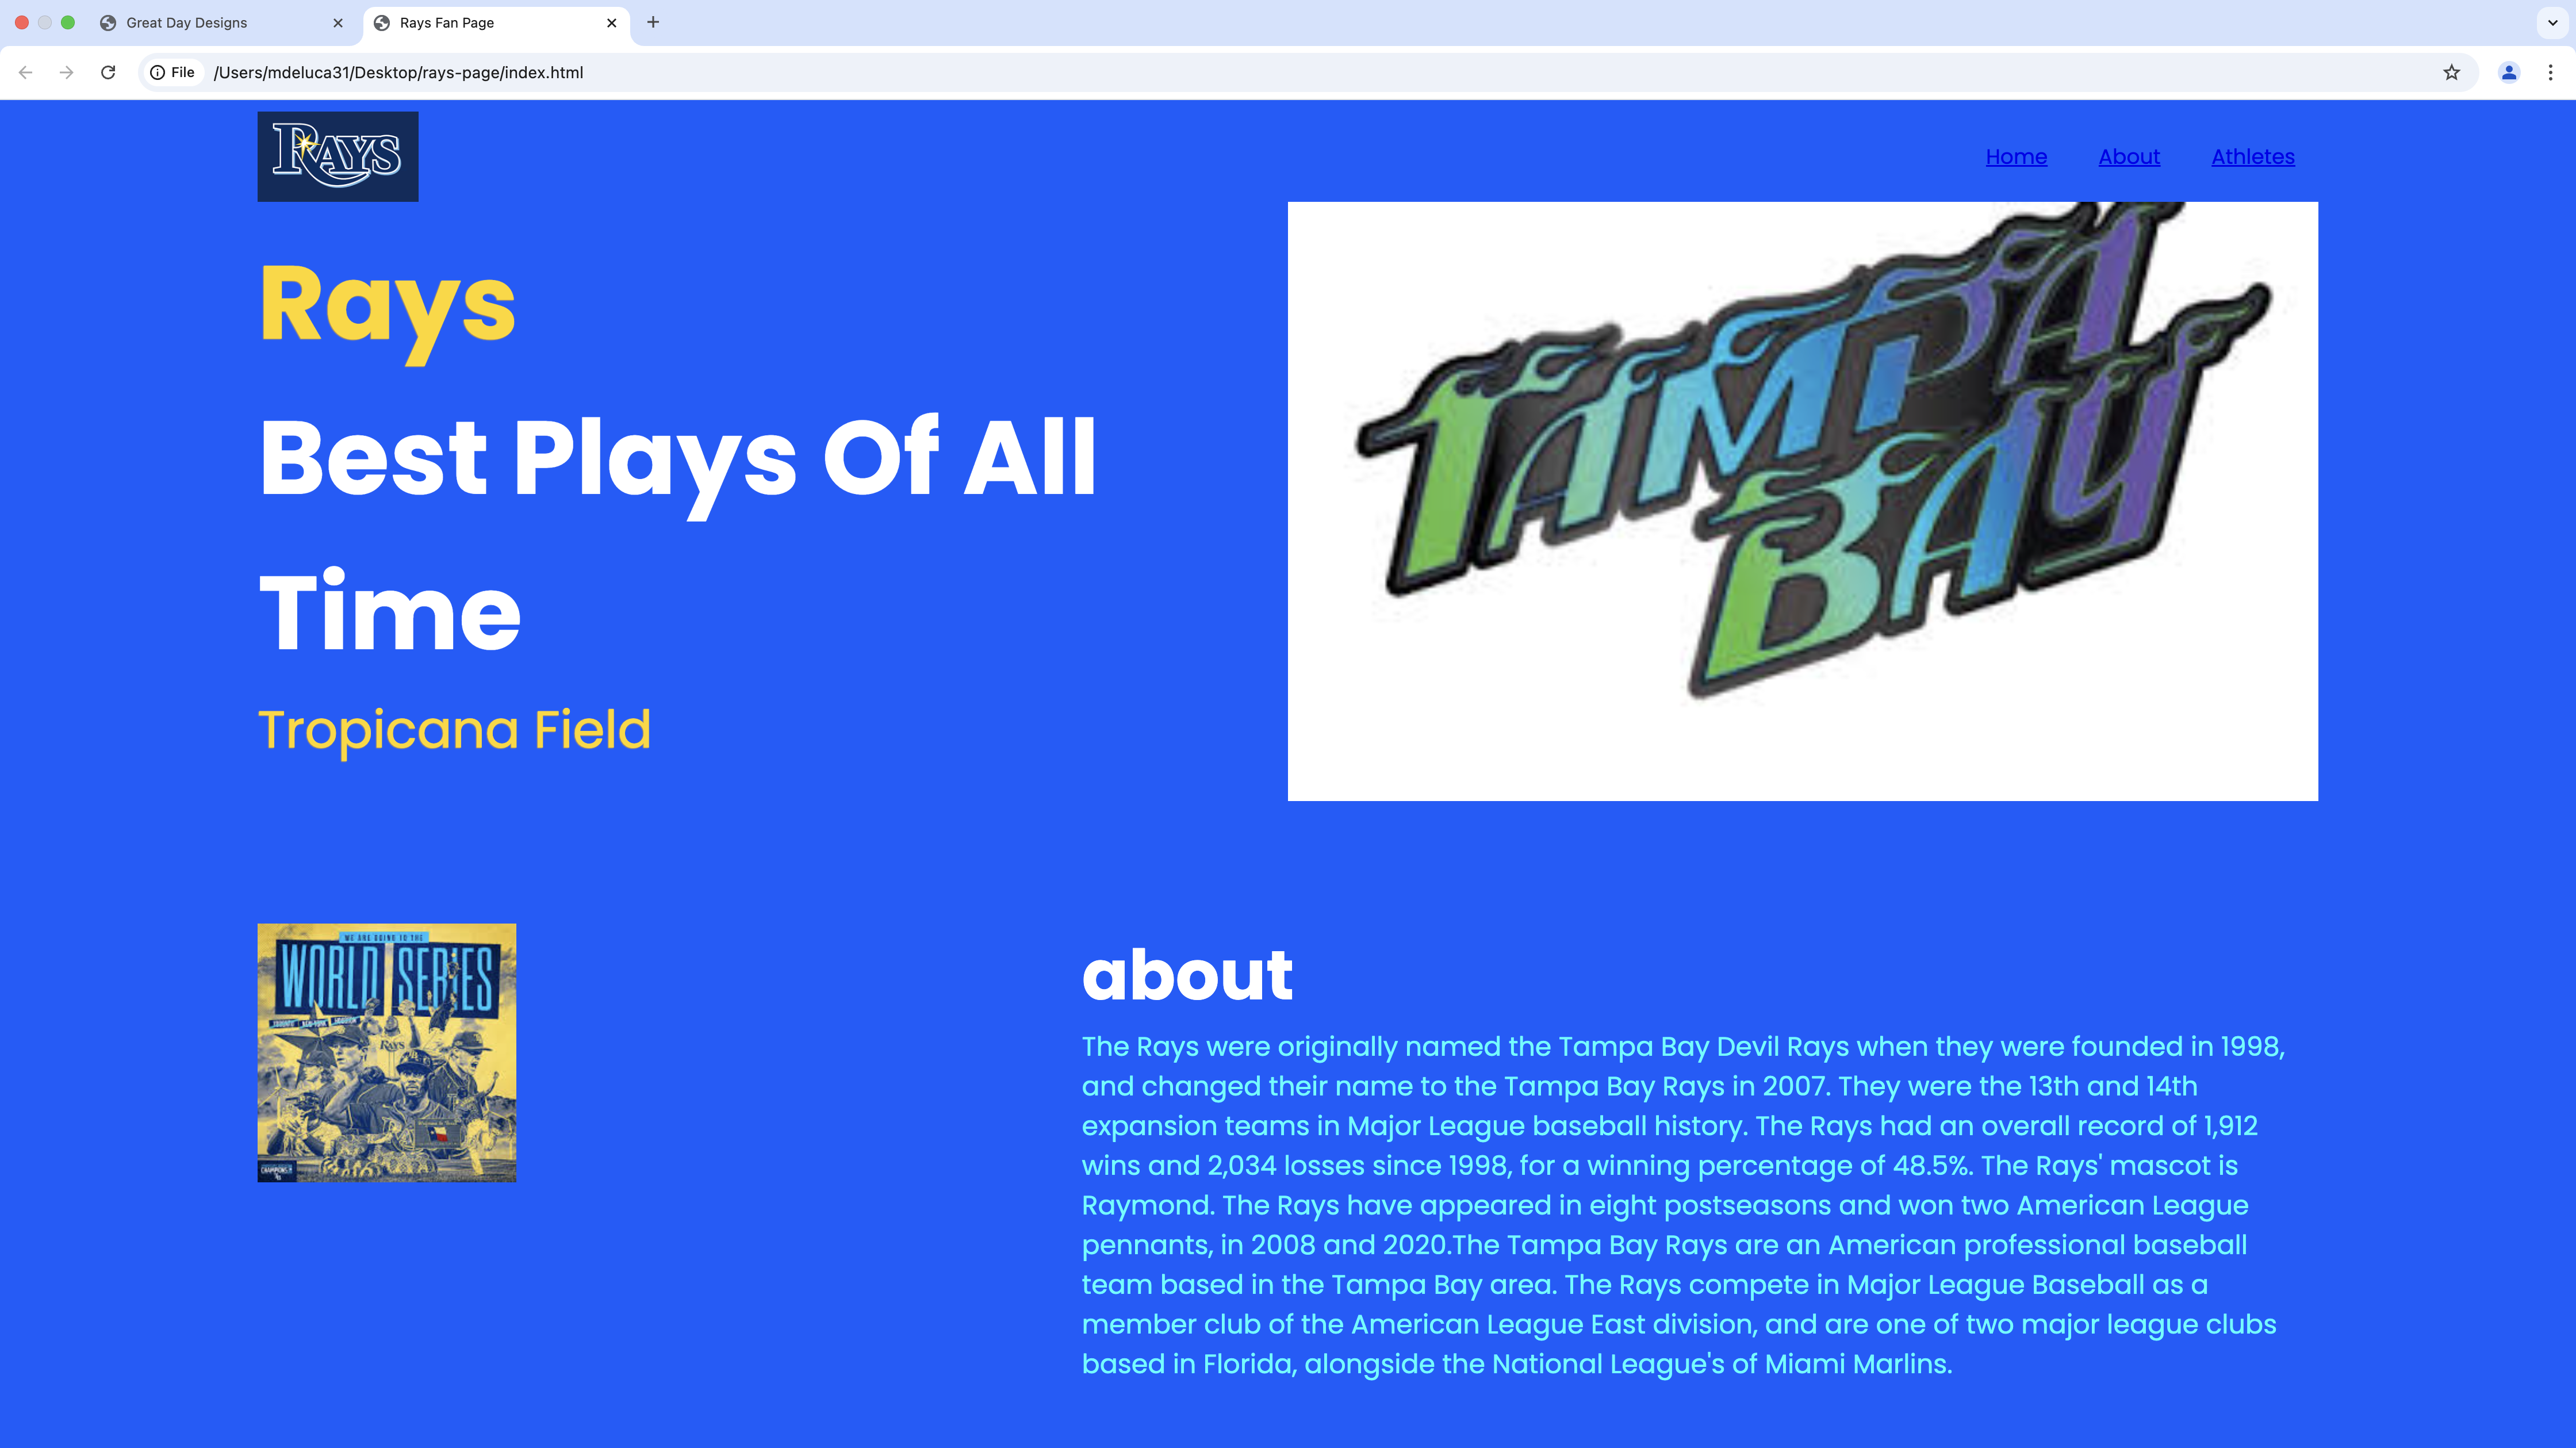 Great Day Designs
Rays Fan Page
File
/Users/mdeluca31/Desktop/rays-page/index.html
RAYS
Home
About
Athletes
Rays
Best Plays Of All
Time
Tropicana Field
TAMPA
BAY
WE ARE GOING TO THE
WORLD SERIES
RAYS
CHAMPIONS
about
The Rays were originally named the Tampa Bay Devil Rays when they were founded in 1998,
and changed their name to the Tampa Bay Rays in 2007. They were the 13th and 14th
expansion teams in Major League baseball history. The Rays had an overall record of 1,912
wins and 2,034 losses since 1998, for a winning percentage of 48.5%. The Rays' mascot is
Raymond. The Rays have appeared in eight postseasons and won two American League
pennants, in 2008 and 2020.The Tampa Bay Rays are an American professional baseball
team based in the Tampa Bay area. The Rays compete in Major League Baseball as a
member club of the American League East division, and are one of two major league clubs
based in Florida, alongside the National League's of Miami Marlins.